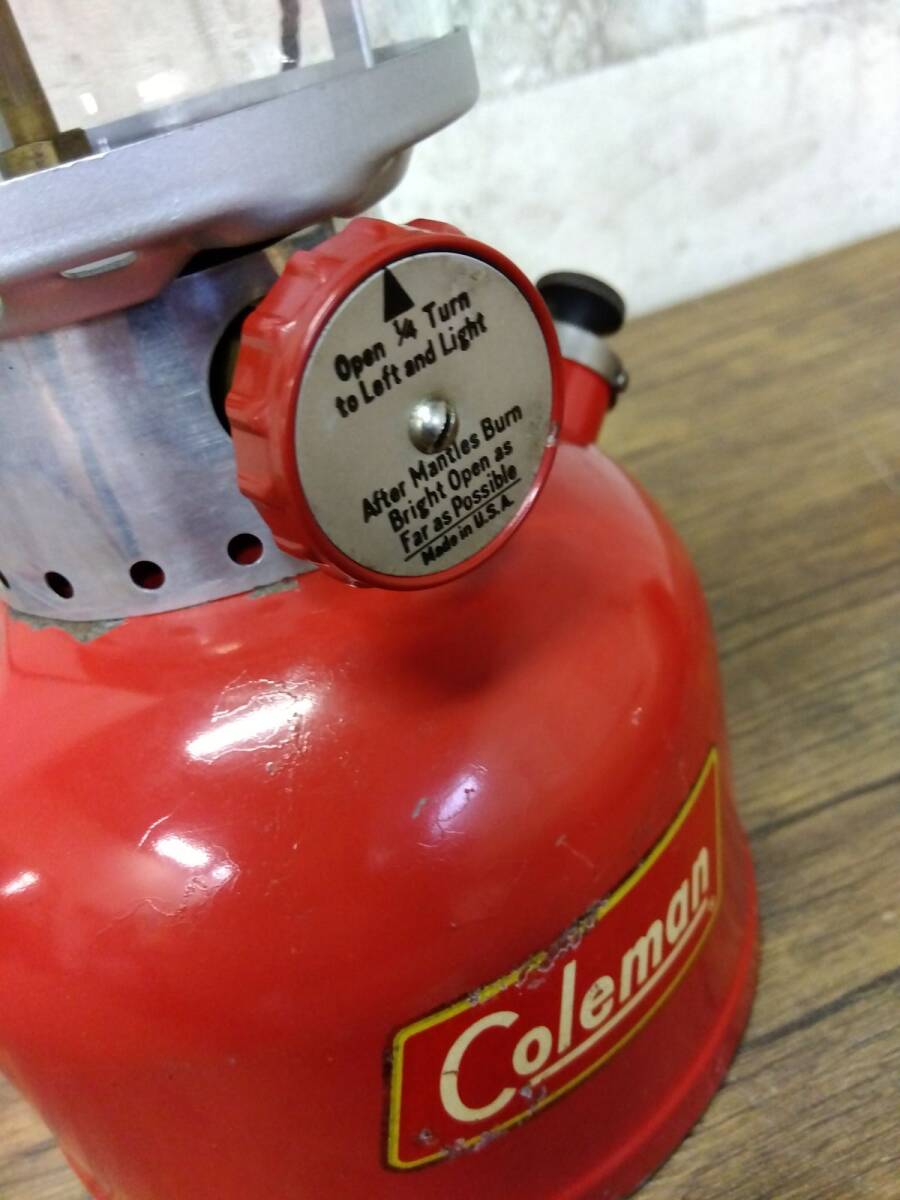 Open ¼ Turn
to Left and Light
After Mantles Burn
Bright Open as
Far as Possible
Made in U.S.A.
Coleman